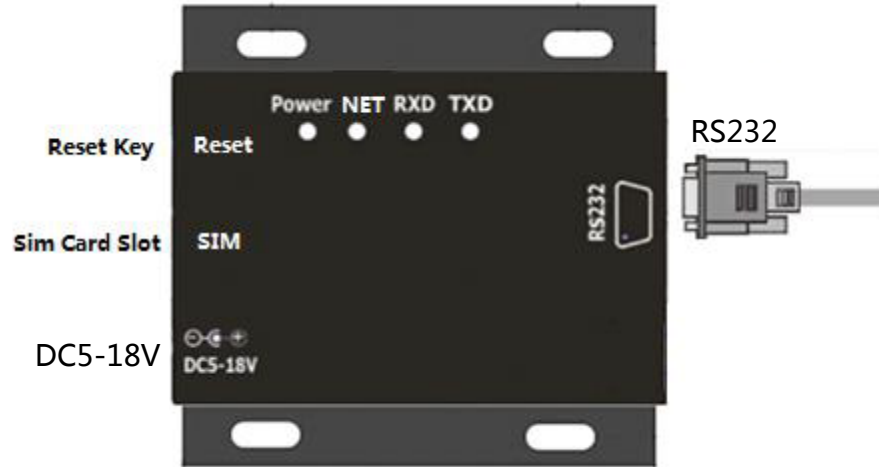 Power NET RXD TXD
Reset Key
Reset
RS232
RS232
Sim Card Slot
SIM
DC5-18V
DC5-18V